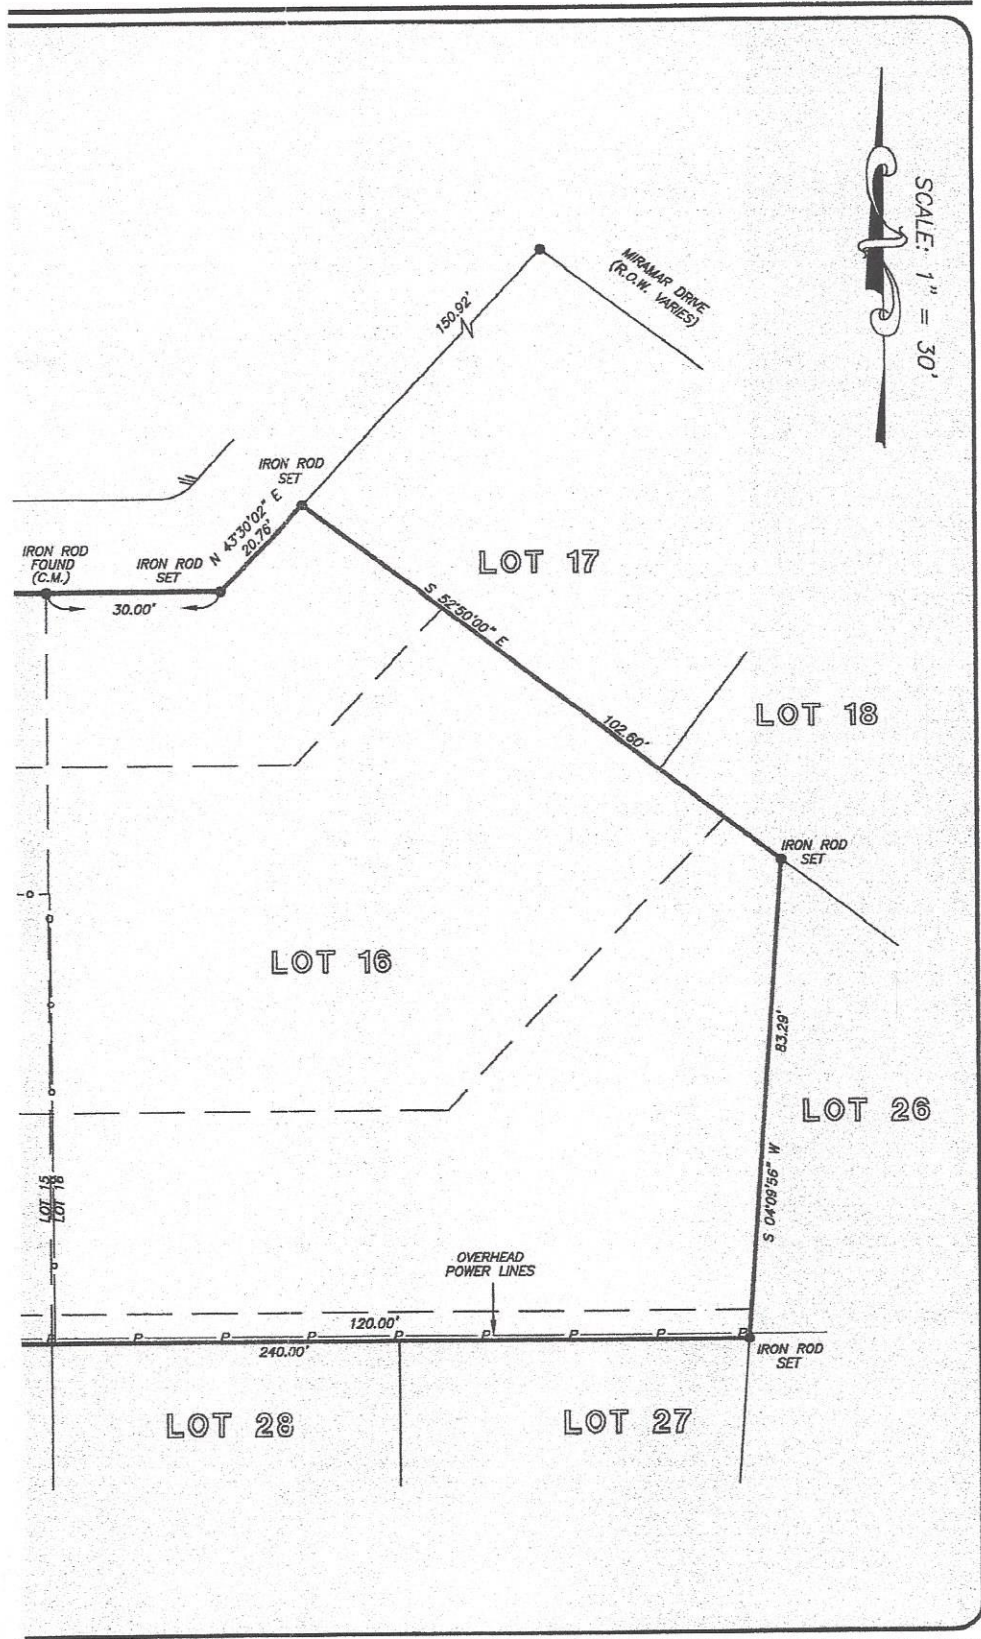 SCALE: 1" = 30'
MIRAMAR DRIVE
(R.O.W. VARIES)
150.92'
IRON ROD
SET
N 43°30'02" E
20.76'
IRON ROD
FOUND
(C.M.)
IRON ROD
SET
30.00'
LOT 17
S 52°50'00" E
102.60'
LOT 18
IRON ROD
SET
LOT 16
83.29'
LOT 26
S 04°09'56" W
LOT 15
LOT 16
OVERHEAD
POWER LINES
120.00'
P P P P P P P P P
240.00'
IRON ROD
SET
LOT 28
LOT 27